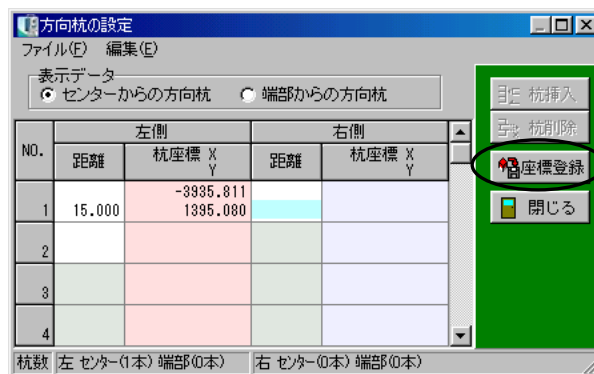 方向杭の設定
ファイル(F) 編集(E)
表示データ
センターからの方向杭 端部からの方向杭
杭挿入
杭削除
座標登録
閉じる
NO. 左側 右側
距離 杭座標 X Y 距離 杭座標 X Y
-3935.811
1 15.000 1395.080
2
3
4
杭数 左 センター(1本) 端部(0本) 右 センター(0本) 端部(0本)